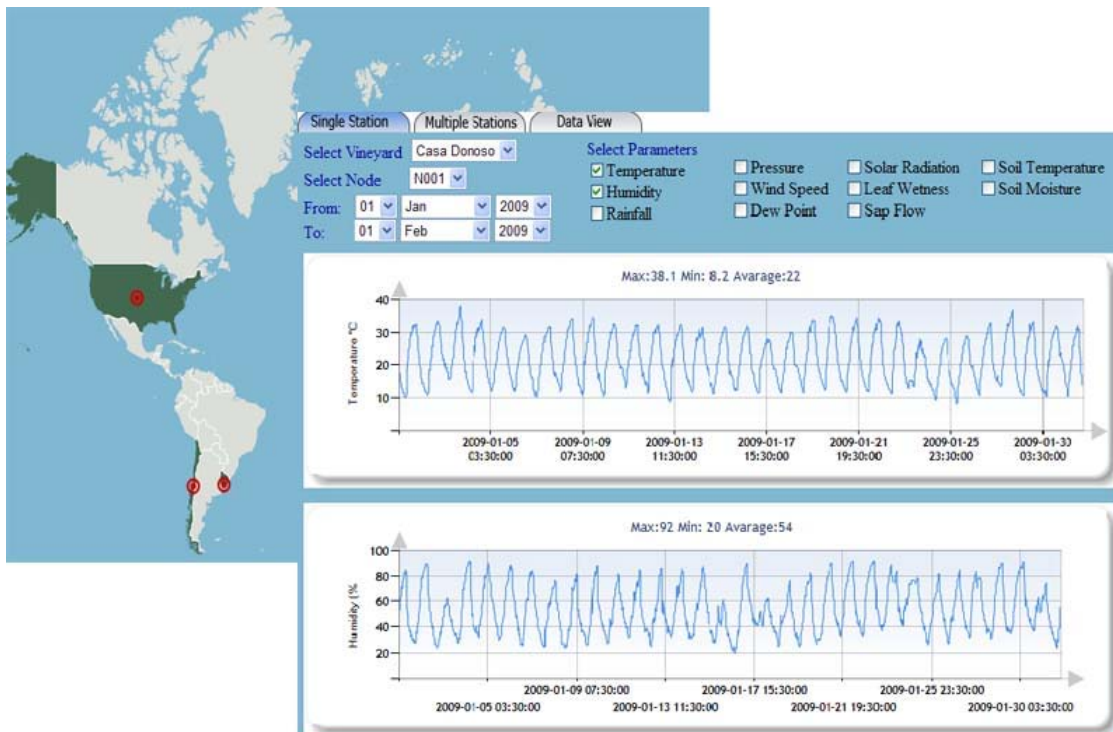 Single Station Multiple Stations Data View
Select Vineyard Casa Donoso
Select Node N001
From: 01 Jan 2009
To: 01 Feb 2009
Select Parameters
Temperature Pressure Solar Radiation Soil Temperature
Humidity Wind Speed Leaf Wetness Soil Moisture
Rainfall Dew Point Sap Flow
Max:38.1 Min: 8.2 Avarage:22
Temperature °C
40
30
20
10
2009-01-05 2009-01-09 2009-01-13 2009-01-17 2009-01-21 2009-01-25 2009-01-30
03:30:00 07:30:00 11:30:00 15:30:00 19:30:00 23:30:00 03:30:00
Max:92 Min: 20 Avarage:54
Humidity (%
100
80
60
40
20
2009-01-09 07:30:00 2009-01-17 15:30:00 2009-01-25 23:30:00
2009-01-05 03:30:00 2009-01-13 11:30:00 2009-01-21 19:30:00 2009-01-30 03:30:00